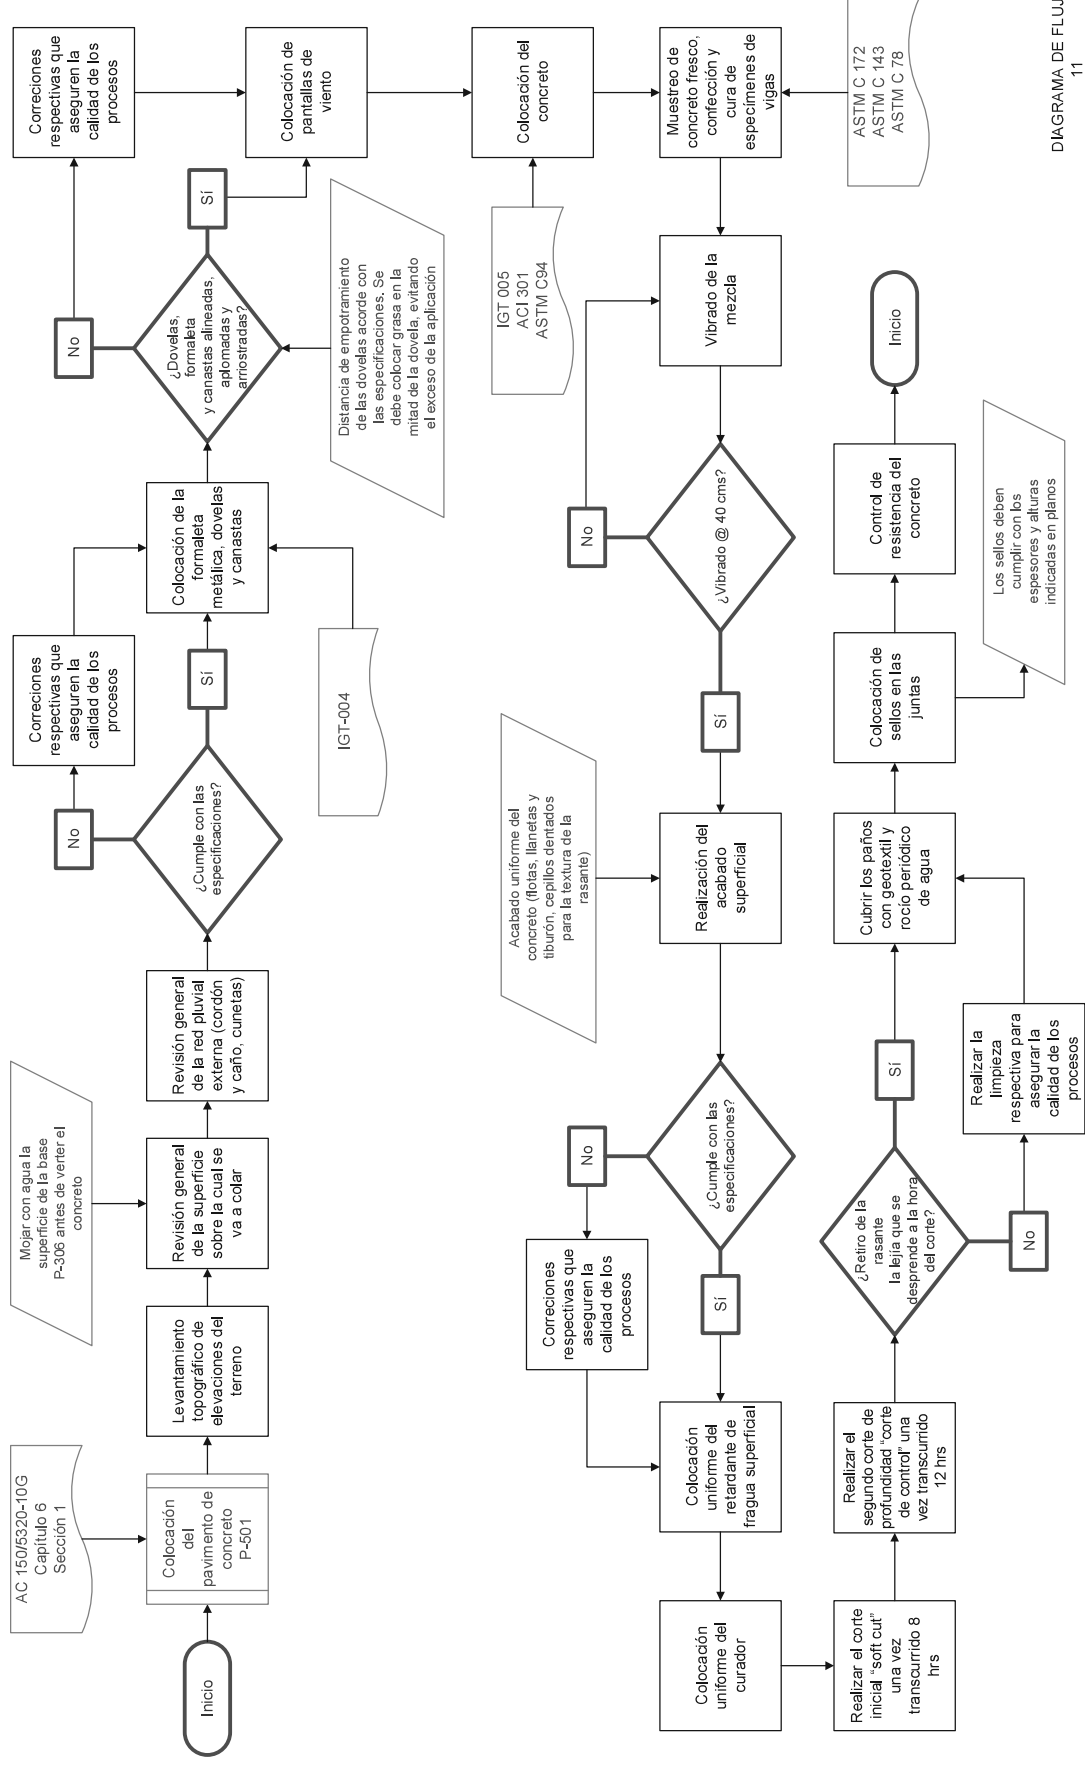 Inicio
AC 150/5320-10G
Capítulo 6
Sección 1
Colocación
del
pavimento de
concreto
P-501
Levantamiento
topográfico de
elevaciones del
terreno
Mojar con agua la
superficie de la base
P-306 antes de verter el
concreto
Revisión general
de la superficie
sobre la cual se
va a colar
Revisión general
de la red pluvial
externa (cordón
y caño, cunetas)
¿Cumple con las
especificaciones?
No
Correciones
respectivas que
aseguren la
calidad de los
procesos
Sí
IGT-004
Colocación de la
formaleta
metálica, dovelas
y canastas
¿Dovelas,
formaleta
y canastas alineadas,
aplomadas y
arriostradas?
Distancia de empotramiento
de las dovelas acorde con
las especificaciones. Se
debe colocar grasa en la
mitad de la dovela, evitando
el exceso de la aplicación
No
Correciones
respectivas que
aseguren la
calidad de los
procesos
Sí
Colocación de
pantallas de
viento
IGT 005
ACI 301
ASTM C94
Colocación del
concreto
Muestreo de
concreto fresco,
confección y
cura de
especímenes de
vigas
ASTM C 172
ASTM C 143
ASTM C 78
Vibrado de la
mezcla
¿Vibrado @ 40 cms?
No
Sí
Acabado uniforme del
concreto (flotas, llanetas y
tiburón, cepillos dentados
para la textura de la
rasante)
Realización del
acabado
superficial
¿Cumple con las
especificaciones?
No
Correciones
respectivas que
aseguren la
calidad de los
procesos
Sí
Colocación
uniforme del
retardante de
fragua superficial
Colocación
uniforme del
curador
Realizar el corte
inicial “soft cut”
una vez
transcurrido 8
hrs
Realizar el
segundo corte de
profundidad “corte
de control” una
vez transcurrido
12 hrs
¿Retiro de la
rasante
la lejía que se
desprende a la hora
del corte?
No
Realizar la
limpieza
respectiva para
asegurar la
calidad de los
procesos
Sí
Cubrir los paños
con geotextil y
rocío periódico
de agua
Colocación de
sellos en las
juntas
Los sellos deben
cumplir con los
espesores y alturas
indicadas en planos
Control de
resistencia del
concreto
Inicio
DIAGRAMA DE FLUJ
11